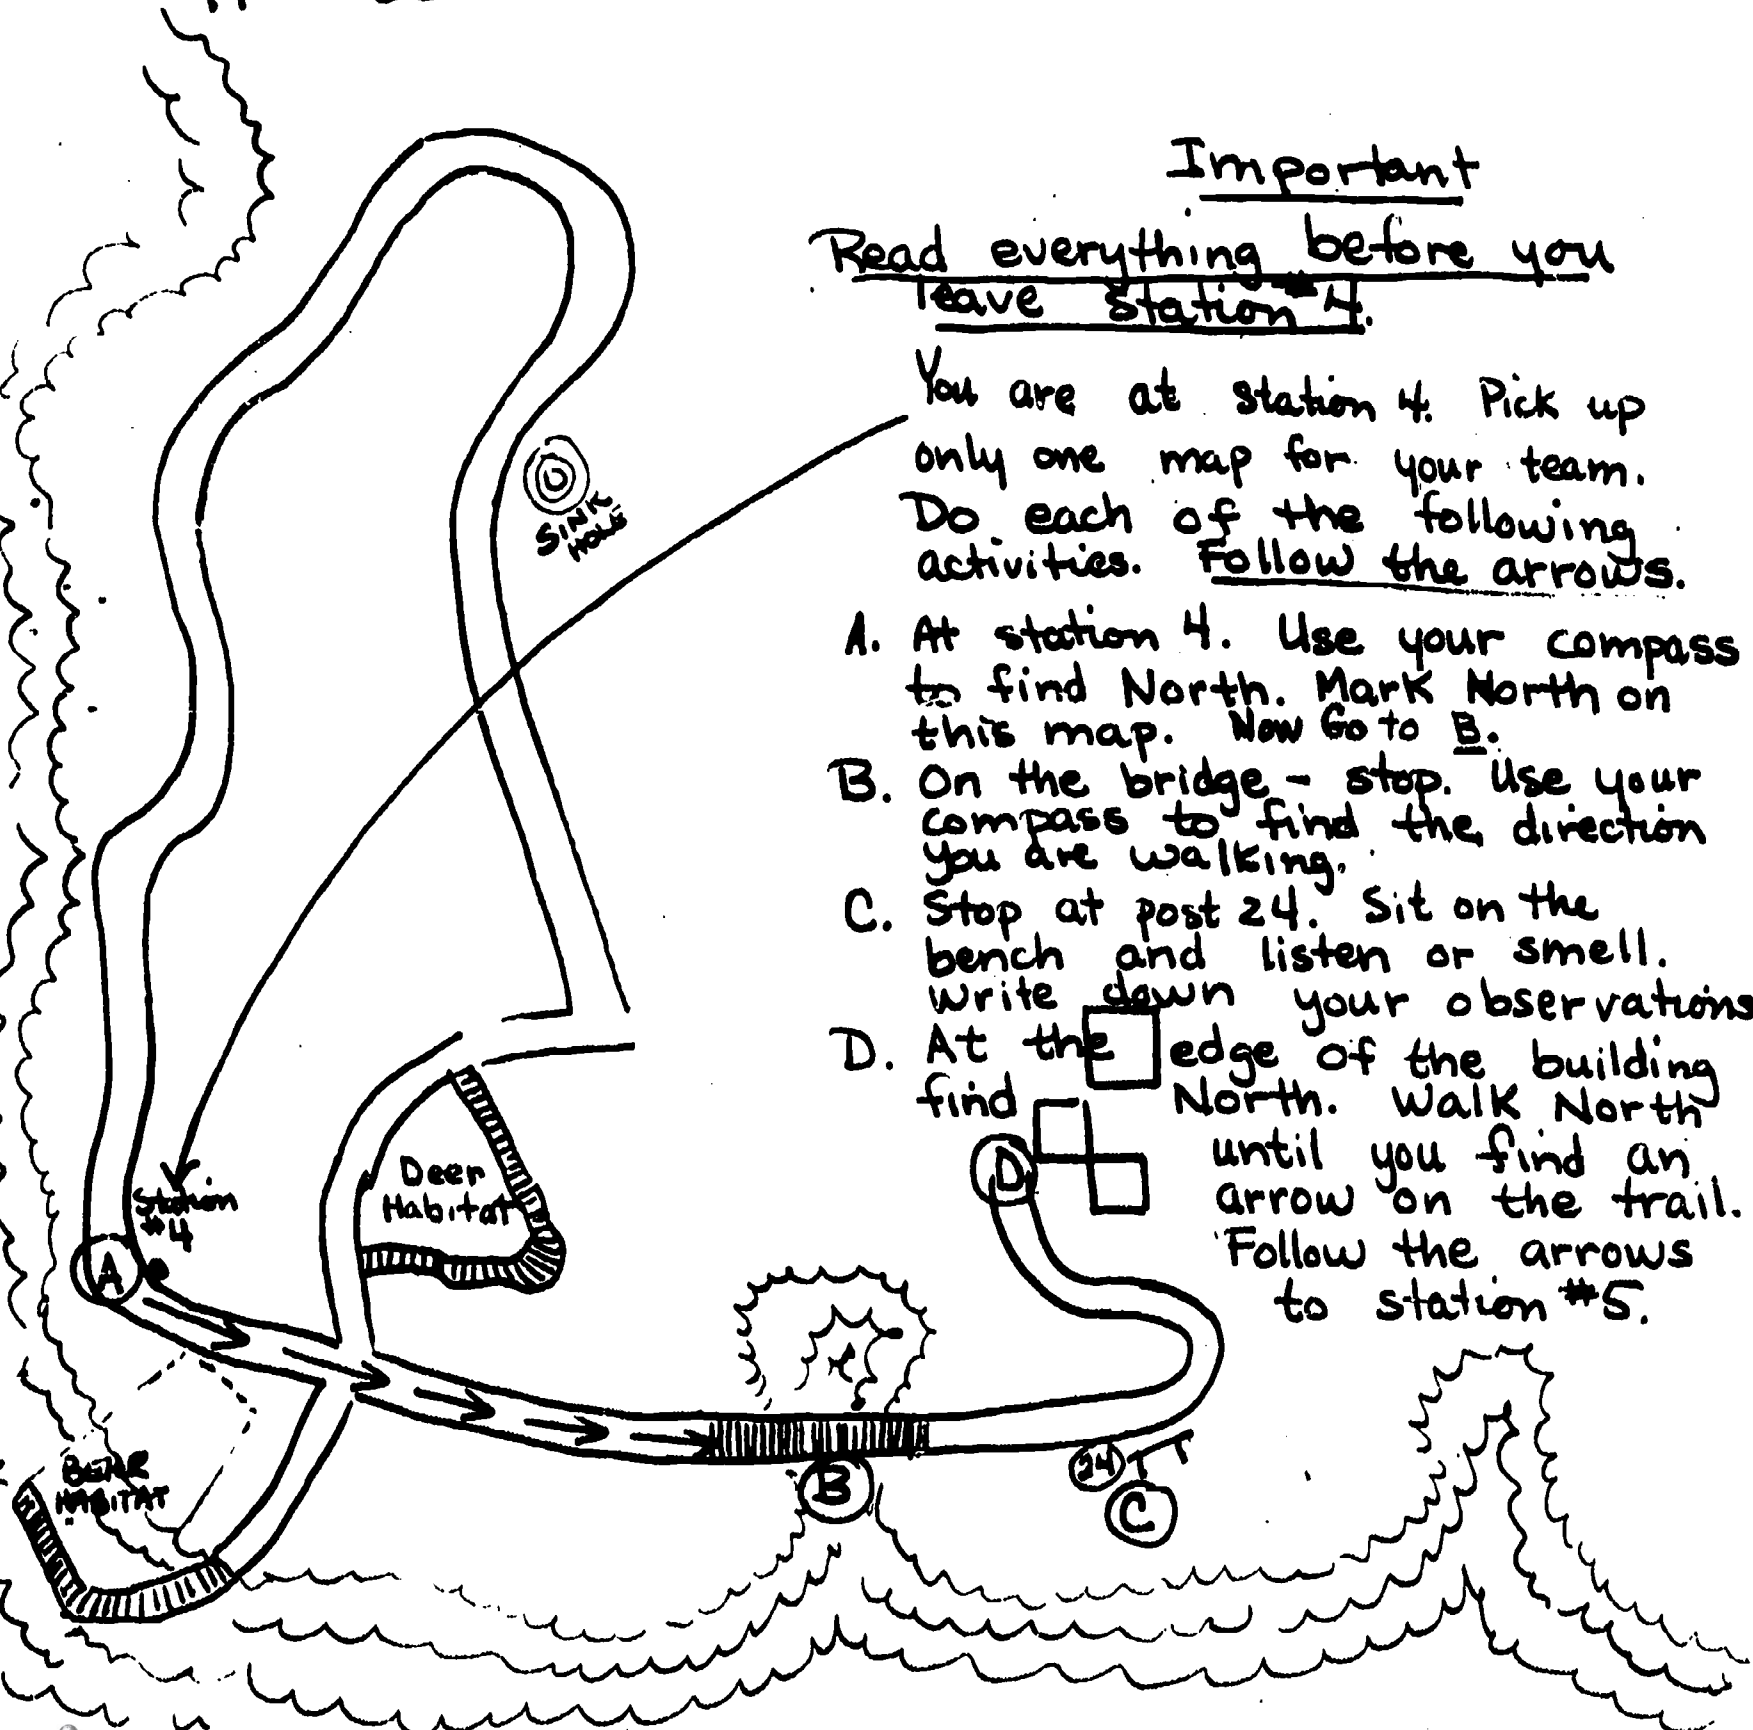 Important
Read everything before you
leave Station #4.
You are at station 4. Pick up
only one map for your team.
Do each of the following
activities. Follow the arrows.
A. At station 4. Use your compass
to find North. Mark North on
this map. Now Go to B.
B. On the bridge - stop. Use your
compass to find the direction
you are walking.
C. Stop at post 24. Sit on the
bench and listen or smell.
Write down your observations
D. At the edge of the building
find North. Walk North
until you find an
arrow on the trail.
Follow the arrows
to station #5.
SINK
HOLE
Deer
Habitat
Station
#4
A
D
BEAR
HABITAT
B
24
C